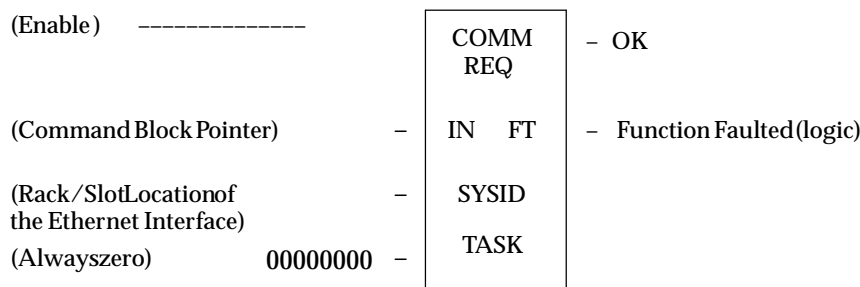 (Enable) –––––––––––––– COMM – OK
REQ
(Command Block Pointer) – IN FT – Function Faulted (logic)
(Rack/Slot Location of – SYSID
the Ethernet Interface)
(Always zero) 00000000 – TASK